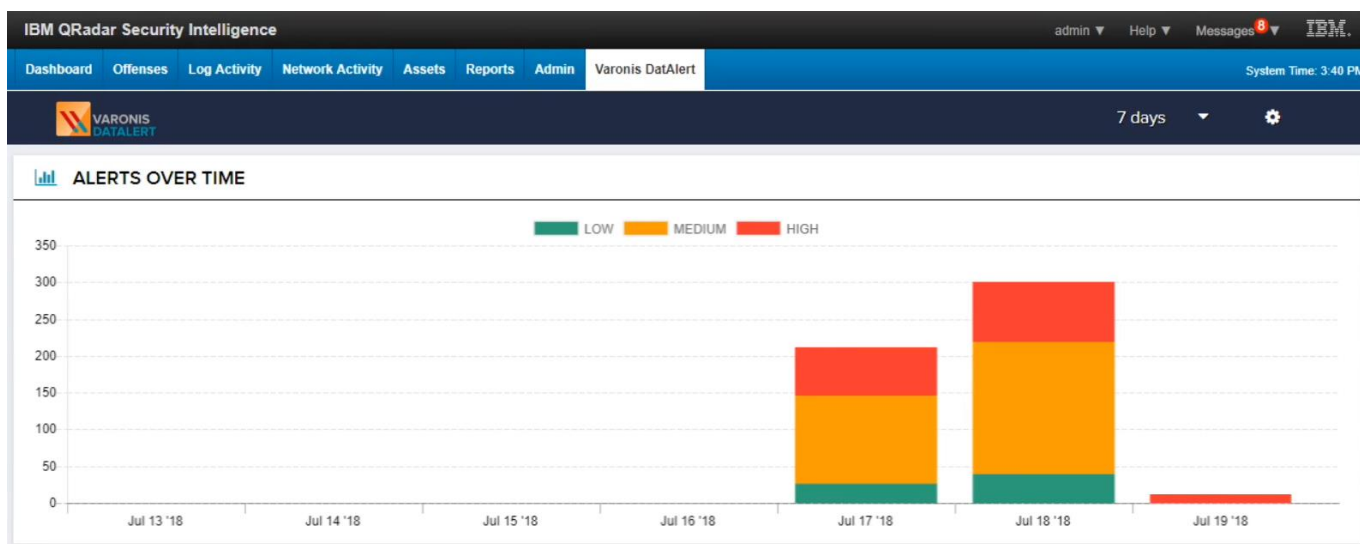 IBM QRadar Security Intelligence admin ▼ Help ▼ Messages 8 ▼ IBM.
Dashboard Offenses Log Activity Network Activity Assets Reports Admin Varonis DatAlert System Time: 3:40 PM
VARONIS
DATALERT
7 days
ALERTS OVER TIME
LOW MEDIUM HIGH
350
300
250
200
150
100
50
0
Jul 13 '18 Jul 14 '18 Jul 15 '18 Jul 16 '18 Jul 17 '18 Jul 18 '18 Jul 19 '18